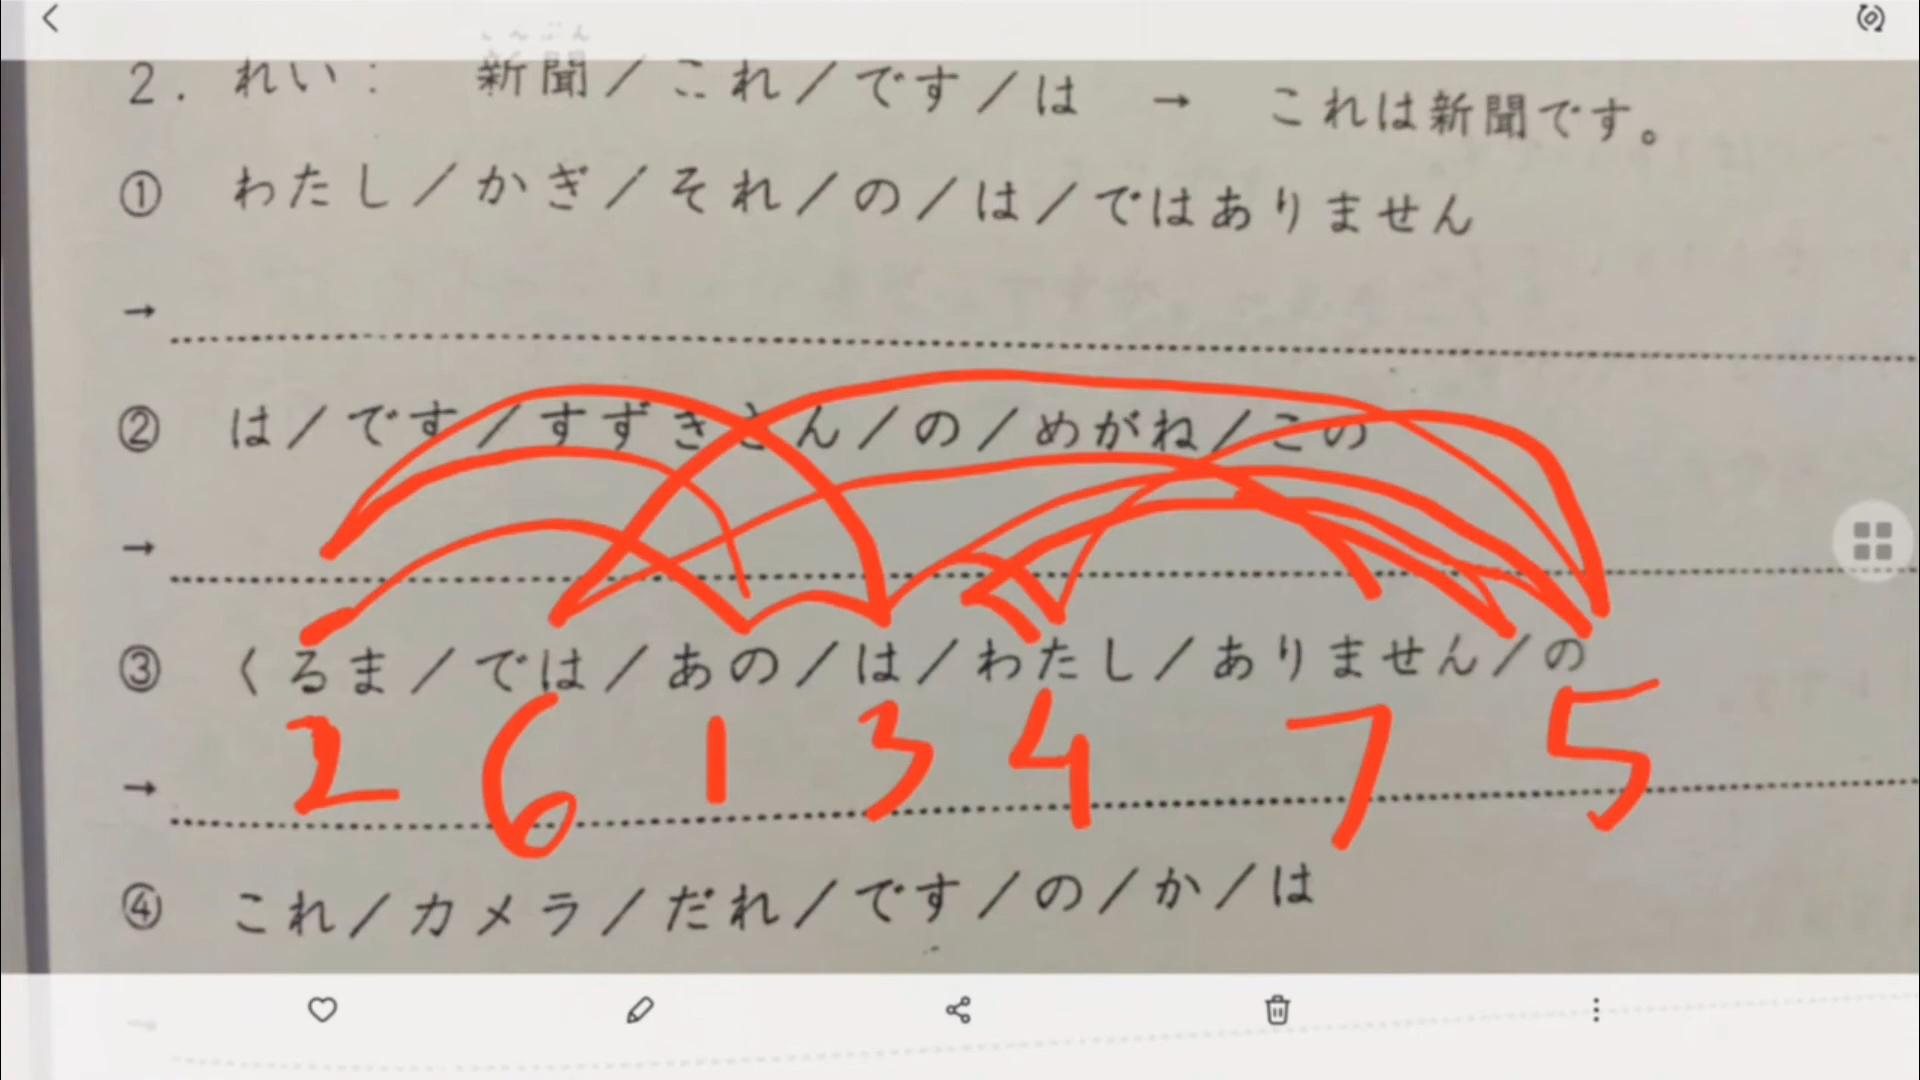 しんぶん
2. れい: 新聞/これ/です/は → これは新聞です。
① わたし/かぎ/それ/の/は/ではありません
→
② は/です/すずきさん/の/めがね/この
→
③ くるま/では/あの/は/わたし/ありません/の
2 6 1 3 4 7 5
→
④ これ/カメラ/だれ/です/の/か/は
→